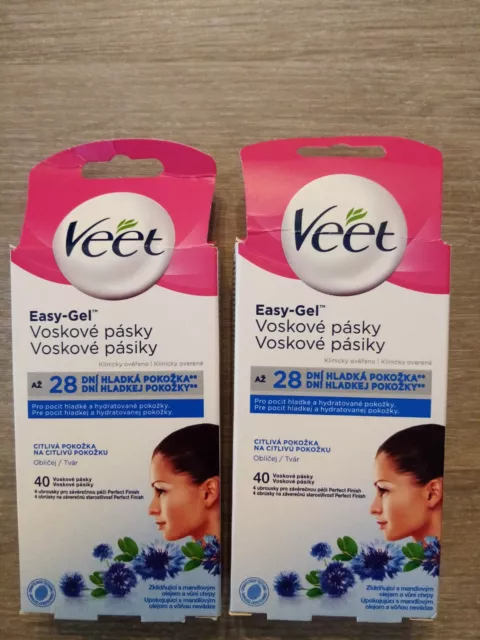 Veet
Easy-Gel™
Voskové pásky
Voskové pásiky
Klinicky ověřeno | Klinicky overené
AŽ 28 DNÍ HLADKÁ POKOŽKA**
DNÍ HLADKEJ POKOŽKY**
Pro pocit hladké a hydratované pokožky.
Pre pocit hladkej a hydratovanej pokožky.
CITLIVÁ POKOŽKA
NA CITLIVÚ POKOŽKU
Obličej / Tvár
40 Voskové pásky
Voskové pásiky
4 ubrousky pro závěrečnou péči Perfect Finish
4 obrúsky na záverečnú starostlivosť Perfect Finish
Zklidňující s mandlovým
olejem a vůní chrpy
Upokojujúci s mandľovým
olejom a vôňou nevädze
Veet
Easy-Gel™
Voskové pásky
Voskové pásiky
Klinicky ověřeno | Klinicky overené
AŽ 28 DNÍ HLADKÁ POKOŽKA**
DNÍ HLADKEJ POKOŽKY**
Pro pocit hladké a hydratované pokožky.
Pre pocit hladkej a hydratovanej pokožky.
CITLIVÁ POKOŽKA
NA CITLIVÚ POKOŽKU
Obličej / Tvár
40 Voskové pásky
Voskové pásiky
4 ubrousky pro závěrečnou péči Perfect Finish
4 obrúsky na záverečnú starostlivosť Perfect Finish
Zklidňující s mandlovým
olejem a vůní chrpy
Upokojujúci s mandľovým
olejom a vôňou nevädze